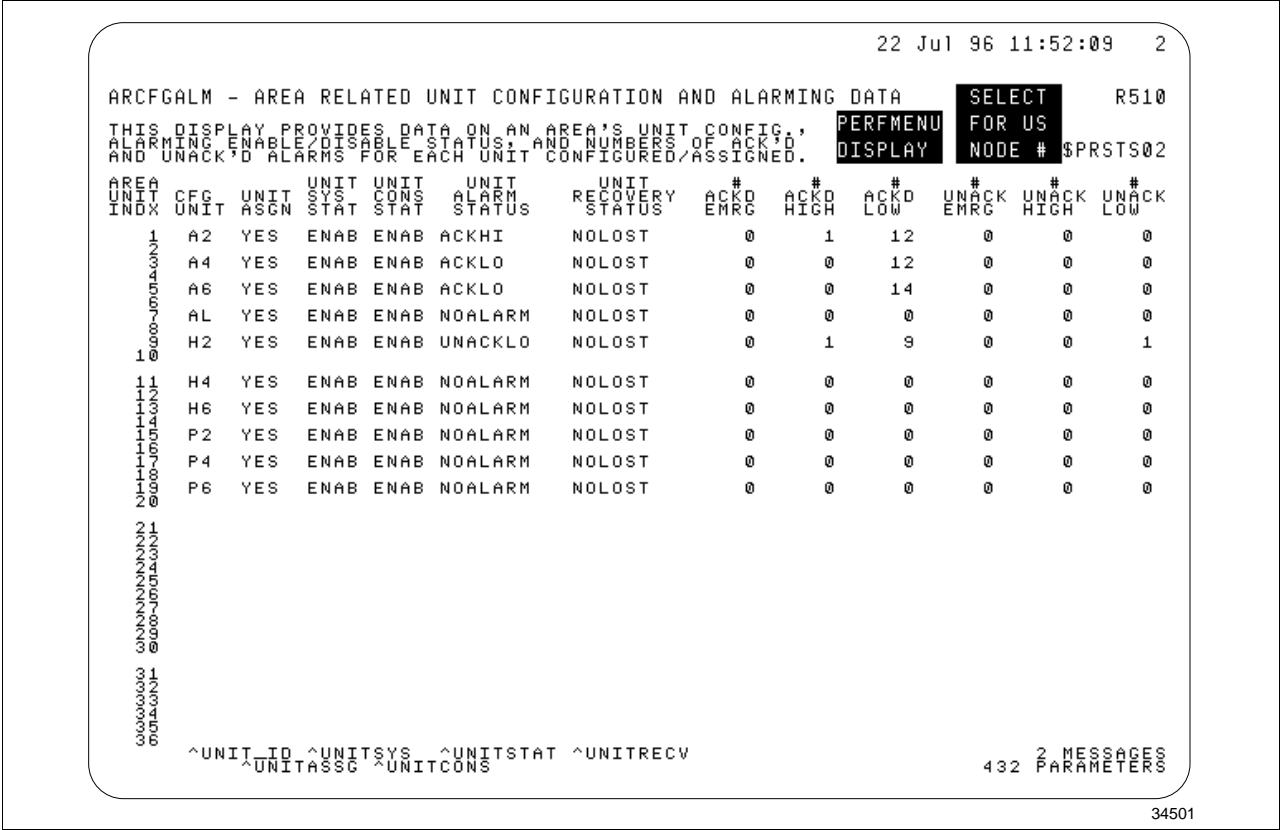 22 Jul 96 11:52:09 2
ARCFGALM - AREA RELATED UNIT CONFIGURATION AND ALARMING DATA SELECT R510
THIS DISPLAY PROVIDES DATA ON AN AREA'S UNIT CONFIG., PERFMENU FOR US
ALARMING ENABLE/DISABLE STATUS, AND NUMBERS OF ACK'D
AND UNACK'D ALARMS FOR EACH UNIT CONFIGURED/ASSIGNED. DISPLAY NODE # $PRSTS02
AREA UNIT UNIT UNIT UNIT # # # # # #
UNIT CFG UNIT SYS CONS ALARM RECOVERY ACKD ACKD ACKD UNACK UNACK UNACK
INDX UNIT ASGN STAT STAT STATUS STATUS EMRG HIGH LOW EMRG HIGH LOW
1 A2 YES ENAB ENAB ACKHI NOLOST 0 1 12 0 0 0
2
3 A4 YES ENAB ENAB ACKLO NOLOST 0 0 12 0 0 0
4
5 A6 YES ENAB ENAB ACKLO NOLOST 0 0 14 0 0 0
6
7 AL YES ENAB ENAB NOALARM NOLOST 0 0 0 0 0 0
8
9 H2 YES ENAB ENAB UNACKLO NOLOST 0 1 9 0 0 1
10
11 H4 YES ENAB ENAB NOALARM NOLOST 0 0 0 0 0 0
12
13 H6 YES ENAB ENAB NOALARM NOLOST 0 0 0 0 0 0
14
15 P2 YES ENAB ENAB NOALARM NOLOST 0 0 0 0 0 0
16
17 P4 YES ENAB ENAB NOALARM NOLOST 0 0 0 0 0 0
18
19 P6 YES ENAB ENAB NOALARM NOLOST 0 0 0 0 0 0
20
21
22
23
24
25
26
27
28
29
30
31
32
33
34
35
36
^UNIT_ID ^UNITSYS ^UNITSTAT ^UNITRECV 2 MESSAGES
^UNITASSG ^UNITCONS 432 PARAMETERS
34501